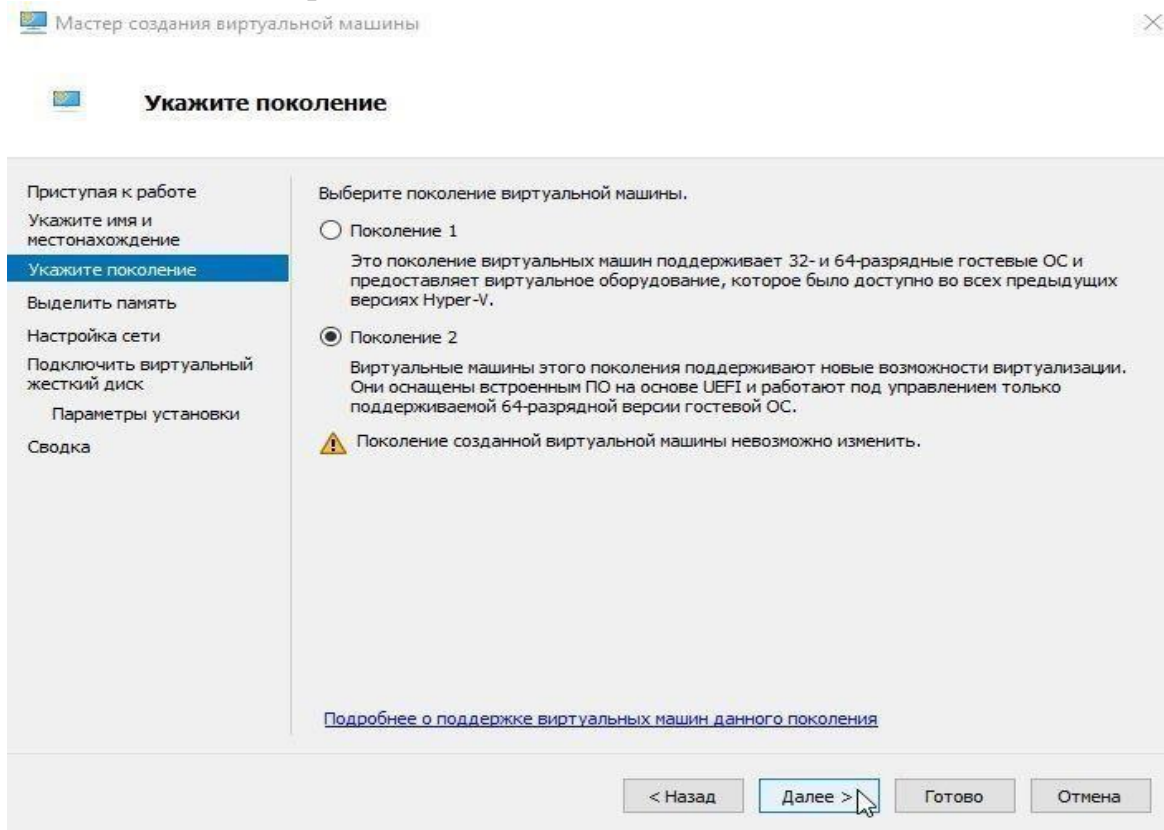 Мастер создания виртуальной машины
Укажите поколение
Приступая к работе
Укажите имя и
местонахождение
Укажите поколение
Выделить память
Настройка сети
Подключить виртуальный
жесткий диск
Параметры установки
Сводка
Выберите поколение виртуальной машины.
Поколение 1
Это поколение виртуальных машин поддерживает 32- и 64-разрядные гостевые ОС и
предоставляет виртуальное оборудование, которое было доступно во всех предыдущих
версиях Hyper-V.
Поколение 2
Виртуальные машины этого поколения поддерживают новые возможности виртуализации.
Они оснащены встроенным ПО на основе UEFI и работают под управлением только
поддерживаемой 64-разрядной версии гостевой ОС.
Поколение созданной виртуальной машины невозможно изменить.
Подробнее о поддержке виртуальных машин данного поколения
< Назад
Далее >
Готово
Отмена